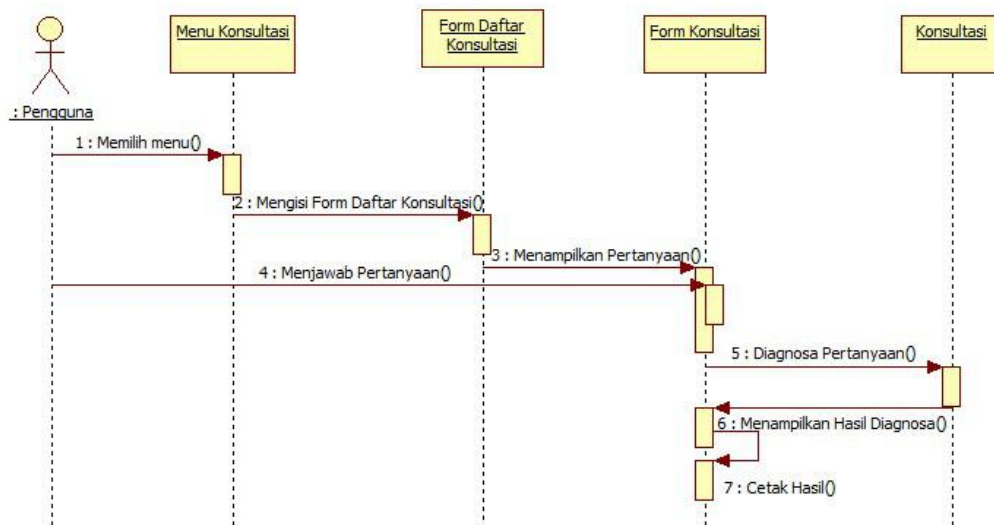 Menu Konsultasi
Form Daftar
Konsultasi
Form Konsultasi
Konsultasi
: Pengguna
1 : Memilih menu()
2 : Mengisi Form Daftar Konsultasi()
3 : Menampilkan Pertanyaan()
4 : Menjawab Pertanyaan()
5 : Diagnosa Pertanyaan()
6 : Menampilkan Hasil Diagnosa()
7 : Cetak Hasil()